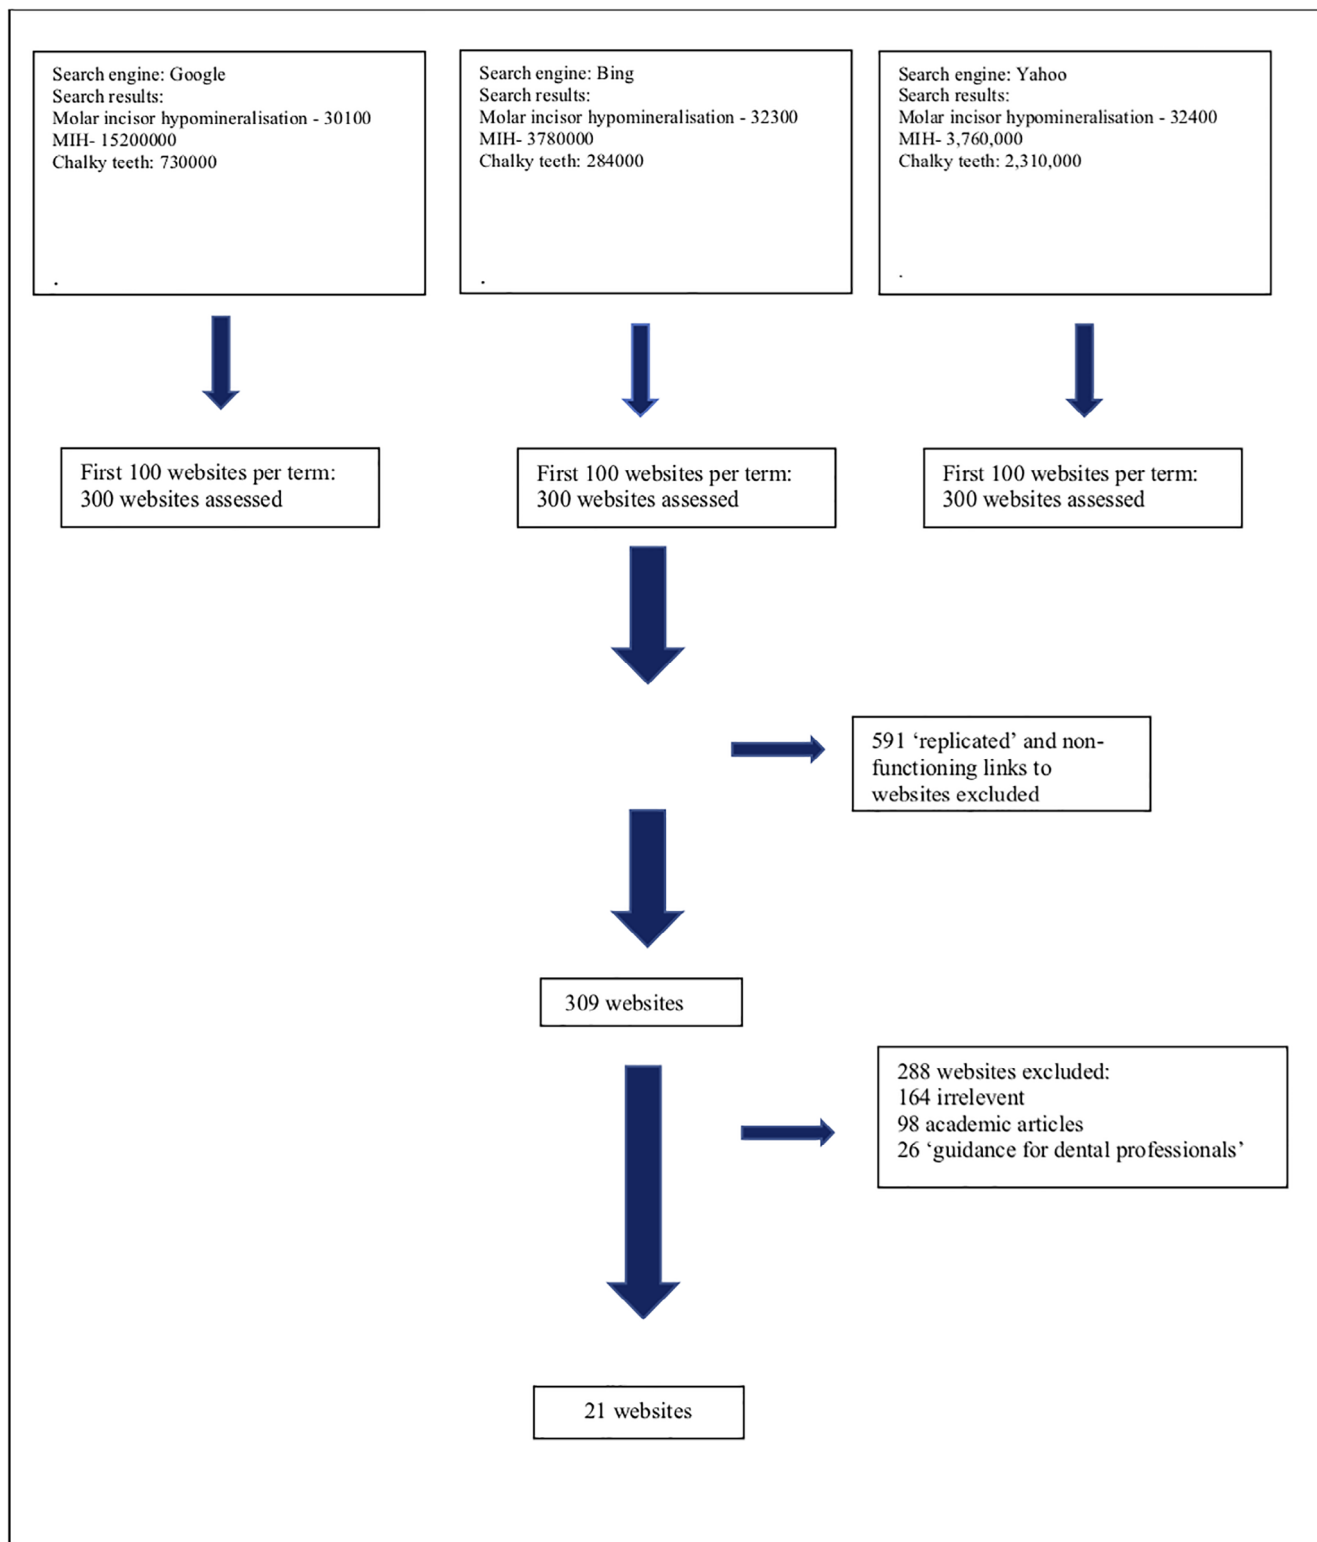 Search engine: Google
Search results:
Molar incisor hypomineralisation - 30100
MIH- 15200000
Chalky teeth: 730000
.
Search engine: Bing
Search results:
Molar incisor hypomineralisation - 32300
MIH- 3780000
Chalky teeth: 284000
.
Search engine: Yahoo
Search results:
Molar incisor hypomineralisation - 32400
MIH- 3,760,000
Chalky teeth: 2,310,000
.
First 100 websites per term:
300 websites assessed
First 100 websites per term:
300 websites assessed
First 100 websites per term:
300 websites assessed
591 ‘replicated’ and non-
functioning links to
websites excluded
309 websites
288 websites excluded:
164 irrelevent
98 academic articles
26 ‘guidance for dental professionals’
21 websites